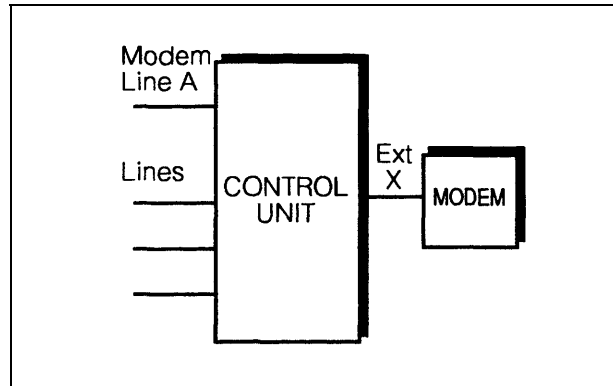 Modem
Line A
Lines
CONTROL
UNIT
Ext
X
MODEM